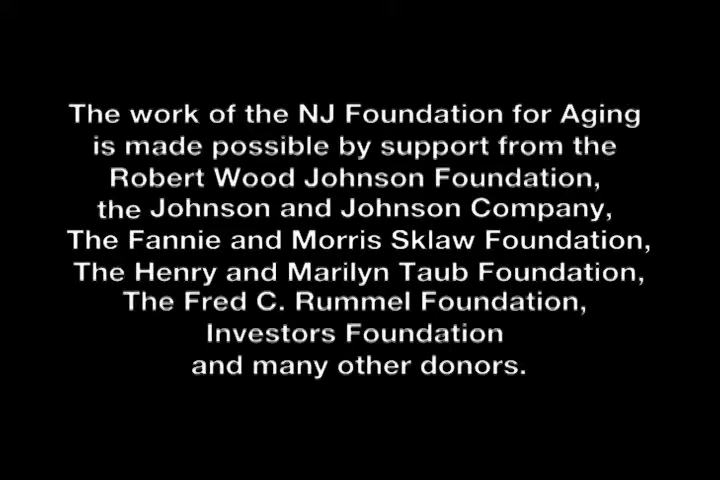 The work of the NJ Foundation for Aging
is made possible by support from the
Robert Wood Johnson Foundation,
the Johnson and Johnson Company,
The Fannie and Morris Sklaw Foundation,
The Henry and Marilyn Taub Foundation,
The Fred C. Rummel Foundation,
Investors Foundation
and many other donors.